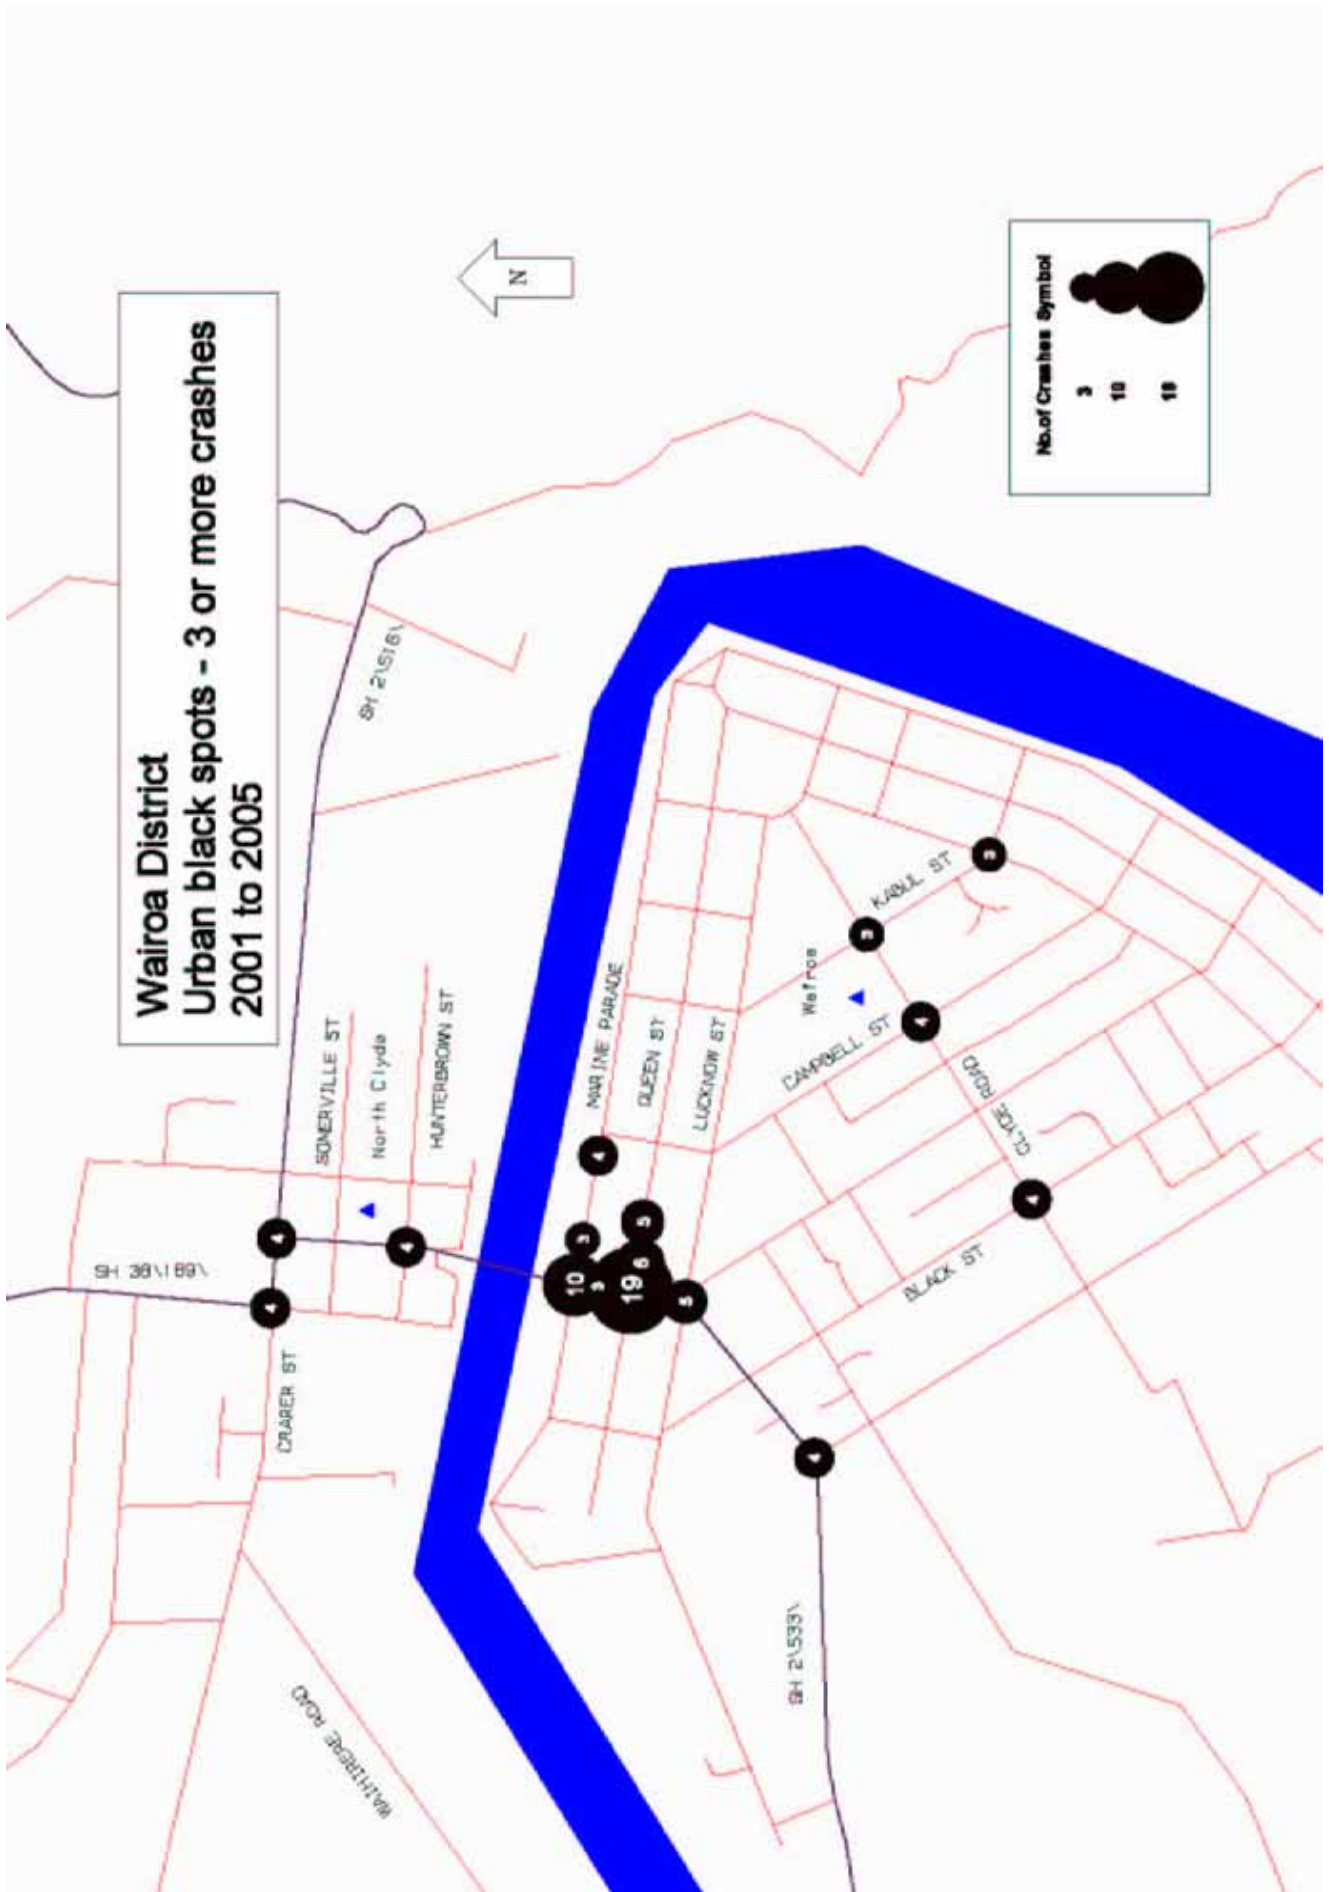 Wairoa District
Urban black spots - 3 or more crashes
2001 to 2005
N
No.of Crashes Symbol
3
10
19
SH 2\516\
SH 38\189\
SOMERVILLE ST
North Clyde
HUNTERBROWN ST
CRARER ST
WAIHIRERE ROAD
MARINE PARADE
QUEEN ST
LUCKNOW ST
Wairoa
KABUL ST
CAMPBELL ST
CLYDE ROAD
BLACK ST
SH 2\533\
4
4
4
4
3
10
3
19
6
5
5
4
3
3
4
4